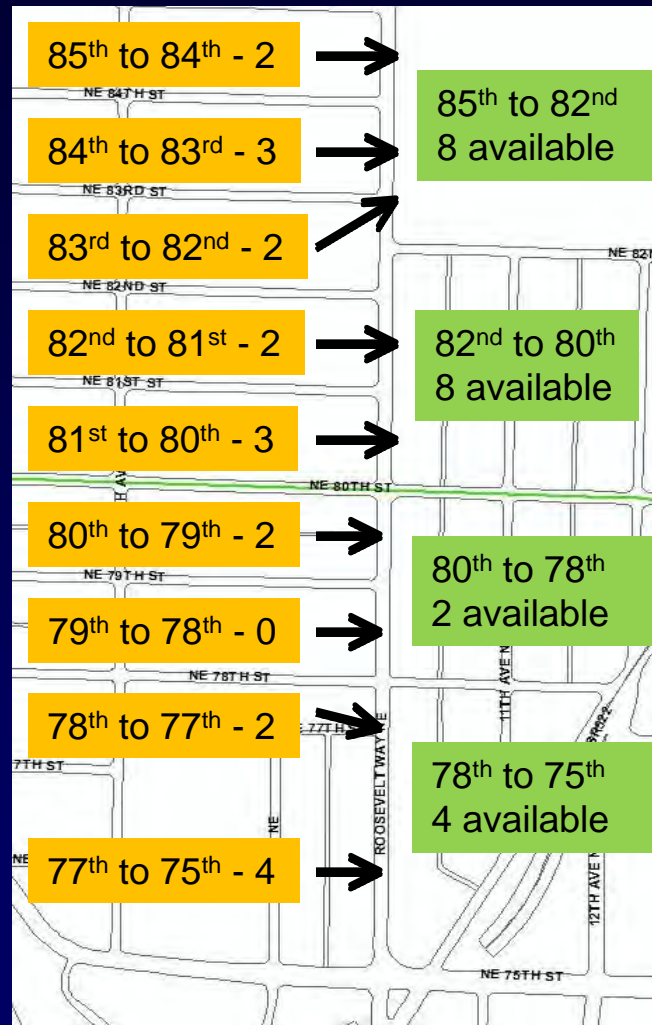 85th to 84th - 2
NE 84TH ST
85th to 82nd
8 available
84th to 83rd - 3
NE 83RD ST
83rd to 82nd - 2
NE 82
NE 82ND ST
82nd to 81st - 2
82nd to 80th
8 available
NE 81ST ST
81st to 80th - 3
NE 80TH ST
80th to 79th - 2
80th to 78th
2 available
NE 79TH ST
79th to 78th - 0
NE 78TH ST
11TH AVE N
78th to 77th - 2
77TH
ROOSEVELT WAY NE
7TH ST
78th to 75th
4 available
NE
NE
77th to 75th - 4
12TH AVE N
NE 75TH ST